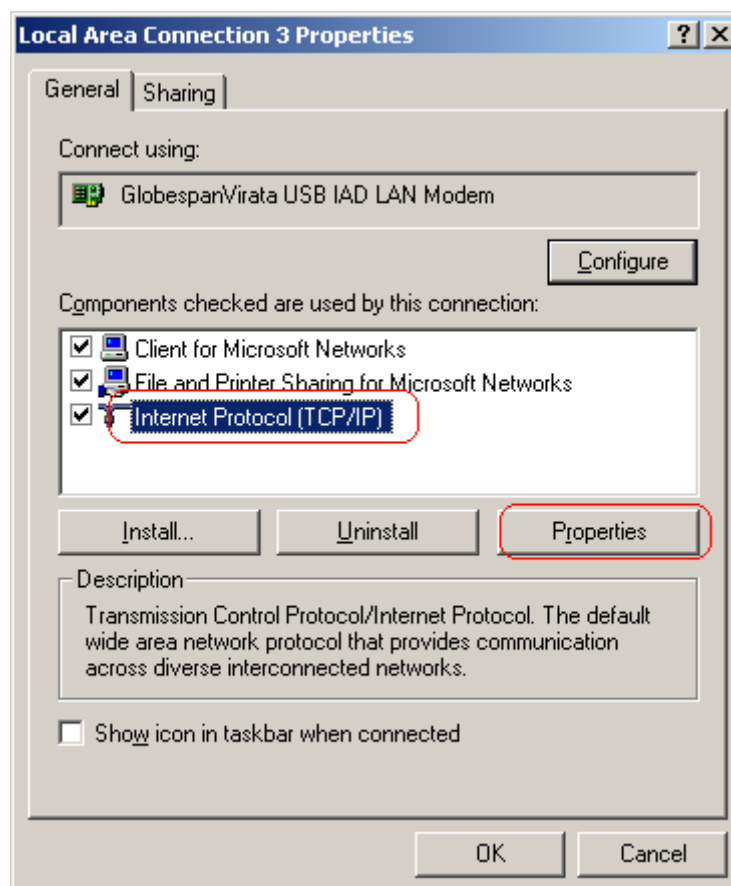 Local Area Connection 3 Properties
General Sharing
Connect using:
GlobespanVirata USB IAD LAN Modem
Configure
Components checked are used by this connection:
Client for Microsoft Networks
File and Printer Sharing for Microsoft Networks
Internet Protocol (TCP/IP)
Install... Uninstall Properties
Description
Transmission Control Protocol/Internet Protocol. The default
wide area network protocol that provides communication
across diverse interconnected networks.
Show icon in taskbar when connected
OK Cancel